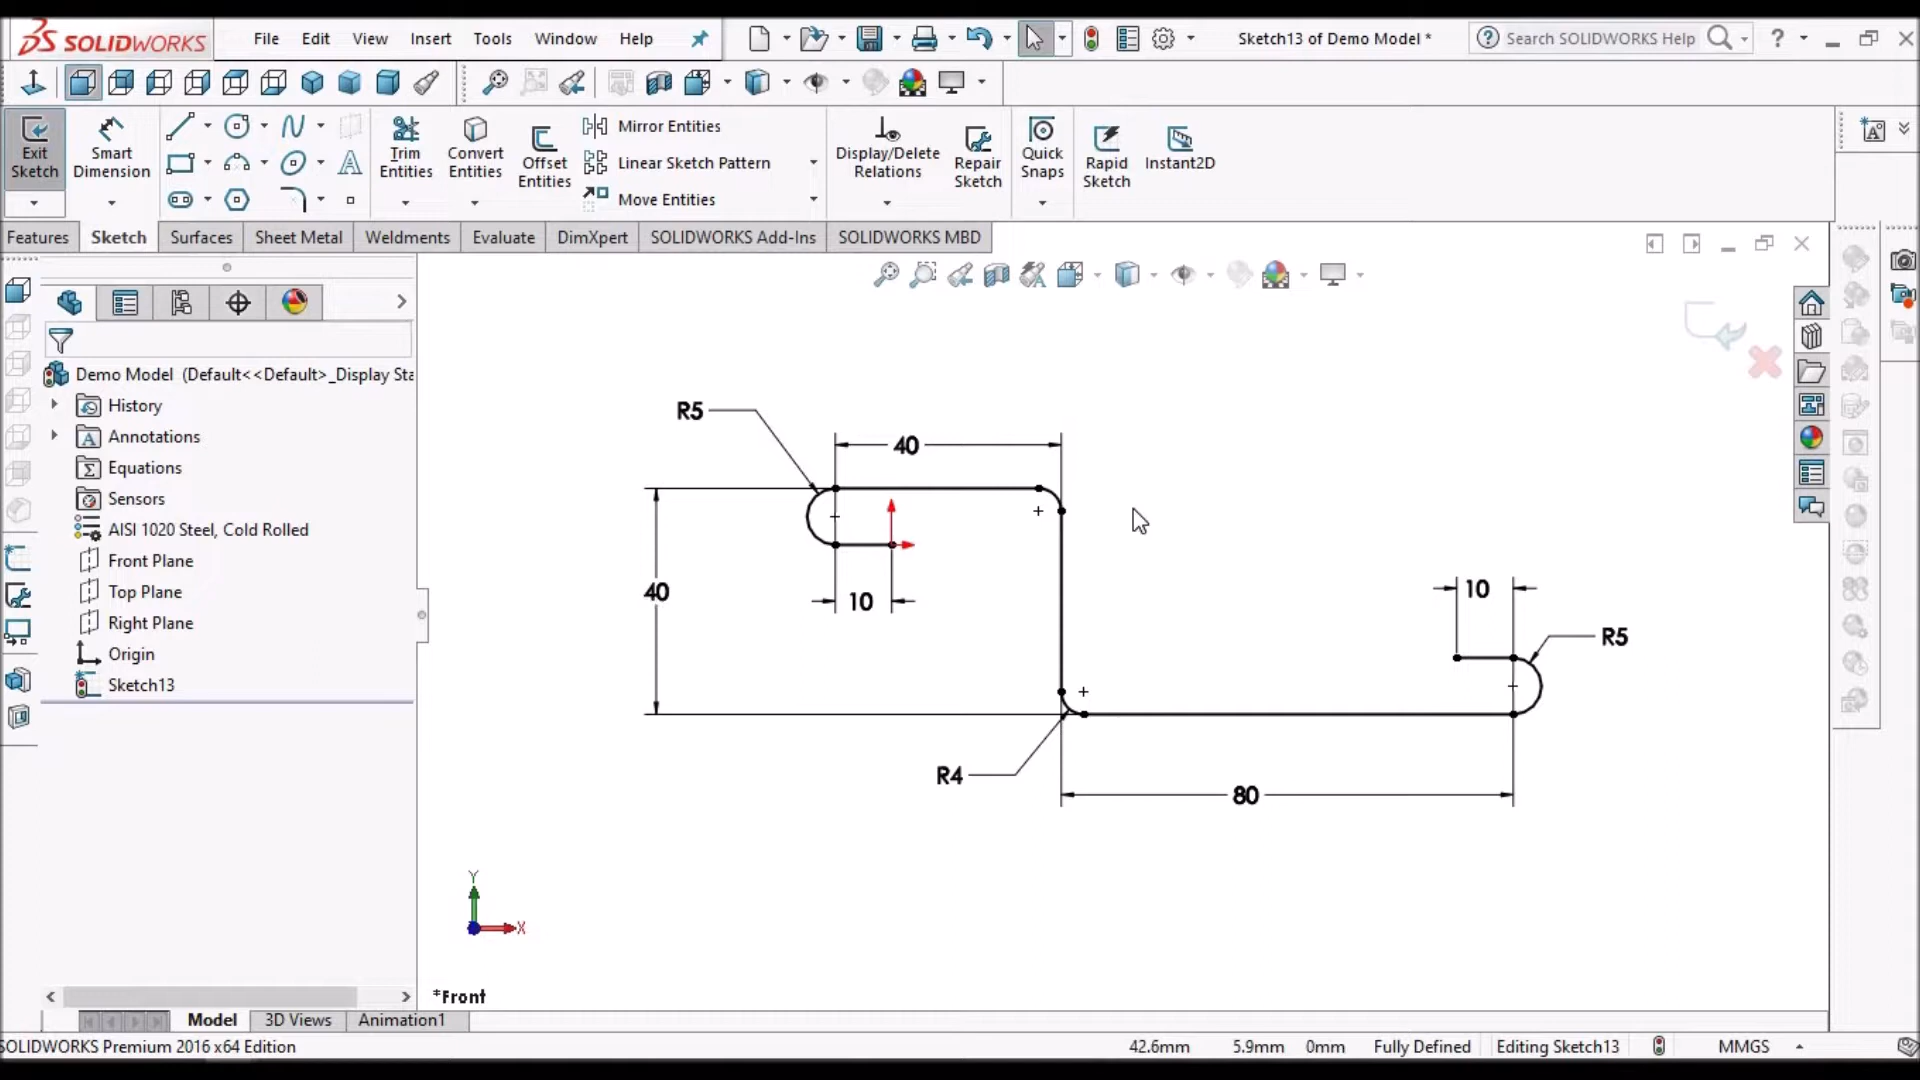 SOLIDWORKS File Edit View Insert Tools Window Help Sketch13 of Demo Model * Search SOLIDWORKS Help
Exit Sketch
Smart Dimension
Trim Entities
Convert Entities
Offset Entities
Mirror Entities
Linear Sketch Pattern
Move Entities
Display/Delete Relations
Repair Sketch
Quick Snaps
Rapid Sketch
Instant2D
Features Sketch Surfaces Sheet Metal Weldments Evaluate DimXpert SOLIDWORKS Add-Ins SOLIDWORKS MBD
Demo Model (Default<<Default>_Display Sta
History
Annotations
Equations
Sensors
AISI 1020 Steel, Cold Rolled
Front Plane
Top Plane
Right Plane
Origin
Sketch13
R5
40
40
10
10
R5
R4
80
Y
X
*Front
Model 3D Views Animation1
SOLIDWORKS Premium 2016 x64 Edition 42.6mm 5.9mm 0mm Fully Defined Editing Sketch13 MMGS